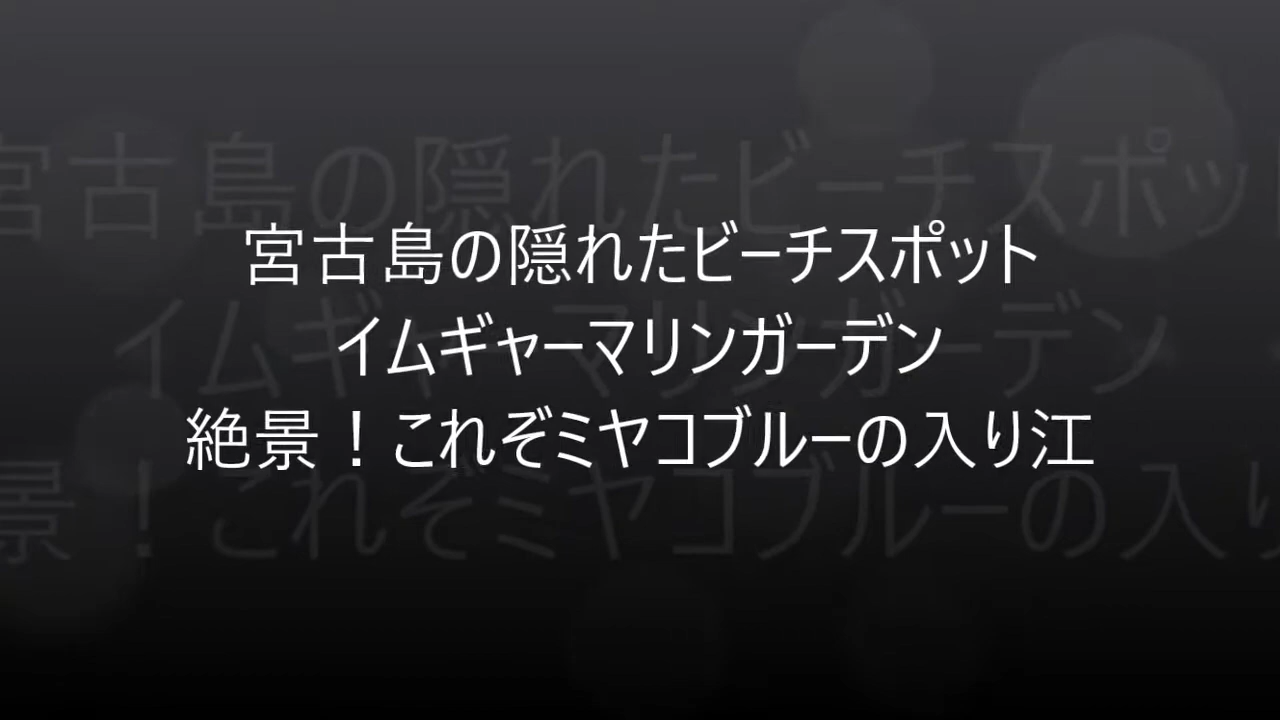 宮古島の隠れたビーチスポット
イムギャーマリンガーデン
絶景！これぞミヤコブルーの入り江